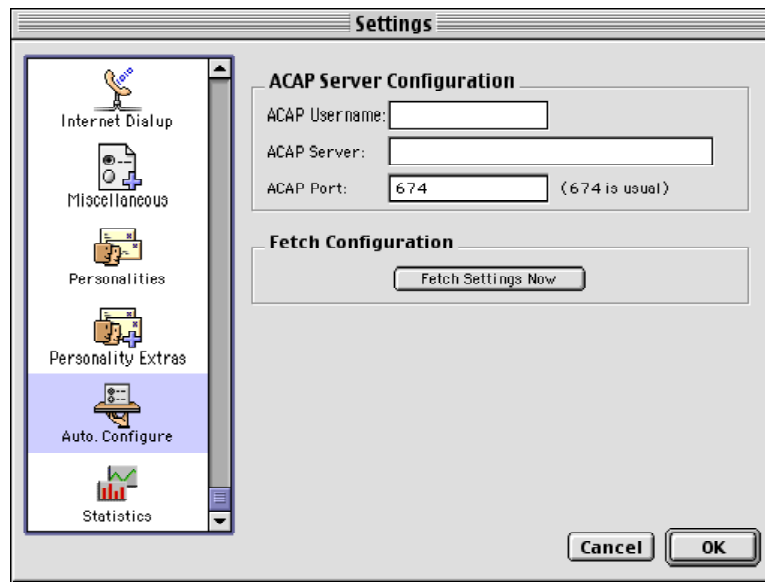 Settings
Internet Dialup
Miscellaneous
Personalities
Personality Extras
Auto. Configure
Statistics
ACAP Server Configuration
ACAP Username:
ACAP Server:
ACAP Port: 674 (674 is usual)
Fetch Configuration
Fetch Settings Now
Cancel OK